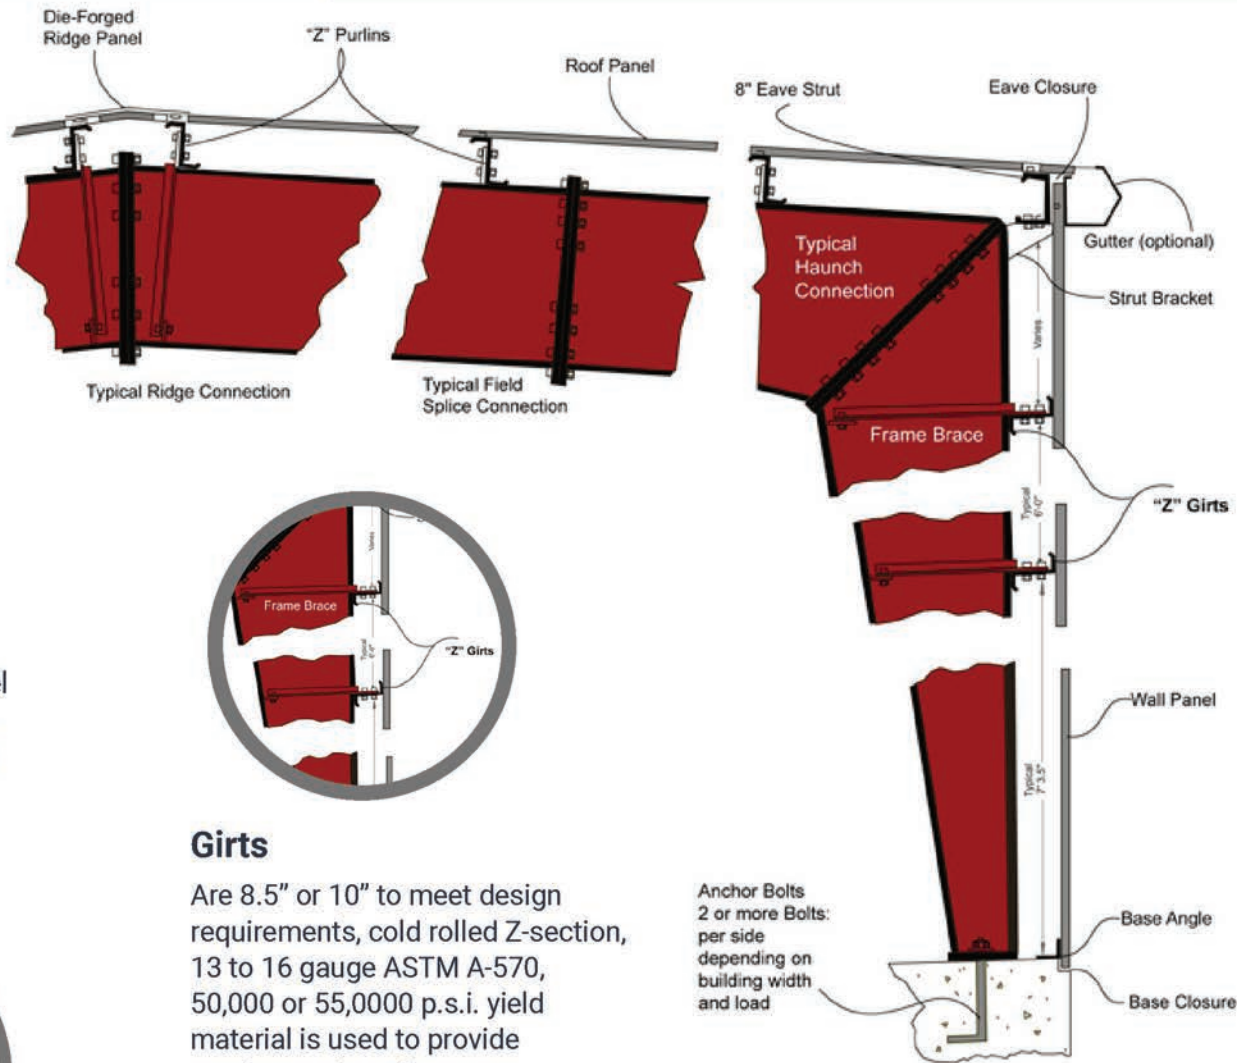 Die-Forged
Ridge Panel
"Z" Purlins
Roof Panel
8" Eave Strut
Eave Closure
Gutter (optional)
Strut Bracket
Typical
Haunch
Connection
Varies
Typical Ridge Connection
Typical Field
Splice Connection
Frame Brace
Typical
6'-0"
"Z" Girts
Varies
Frame Brace
Typical
6'-0"
"Z" Girts
Wall Panel
Typical
7' 3.5"
Girts
Are 8.5” or 10” to meet design
requirements, cold rolled Z-section,
13 to 16 gauge ASTM A-570,
50,000 or 55,0000 p.s.i. yield
material is used to provide
Anchor Bolts
2 or more Bolts:
per side
depending on
building width
and load
Base Angle
Base Closure